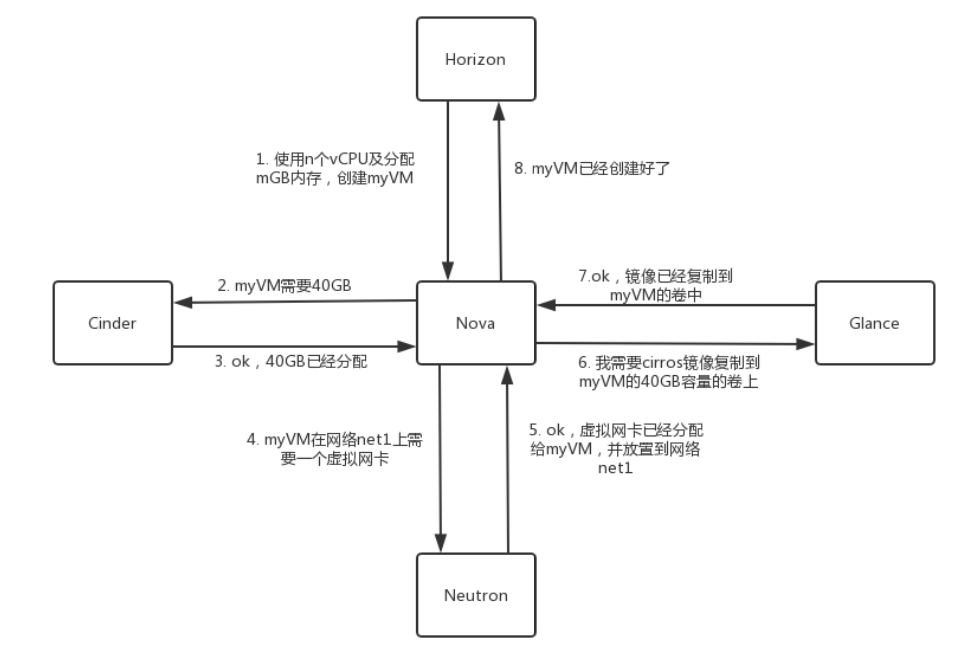 Horizon
1. 使用n个vCPU及分配
mGB内存，创建myVM
8. myVM已经创建好了
2. myVM需要40GB
7.ok，镜像已经复制到
myVM的卷中
Cinder
Nova
Glance
3. ok，40GB已经分配
6. 我需要cirros镜像复制到
myVM的40GB容量的卷上
4. myVM在网络net1上需
要一个虚拟网卡
5. ok，虚拟网卡已经分配
给myVM，并放置到网络
net1
Neutron